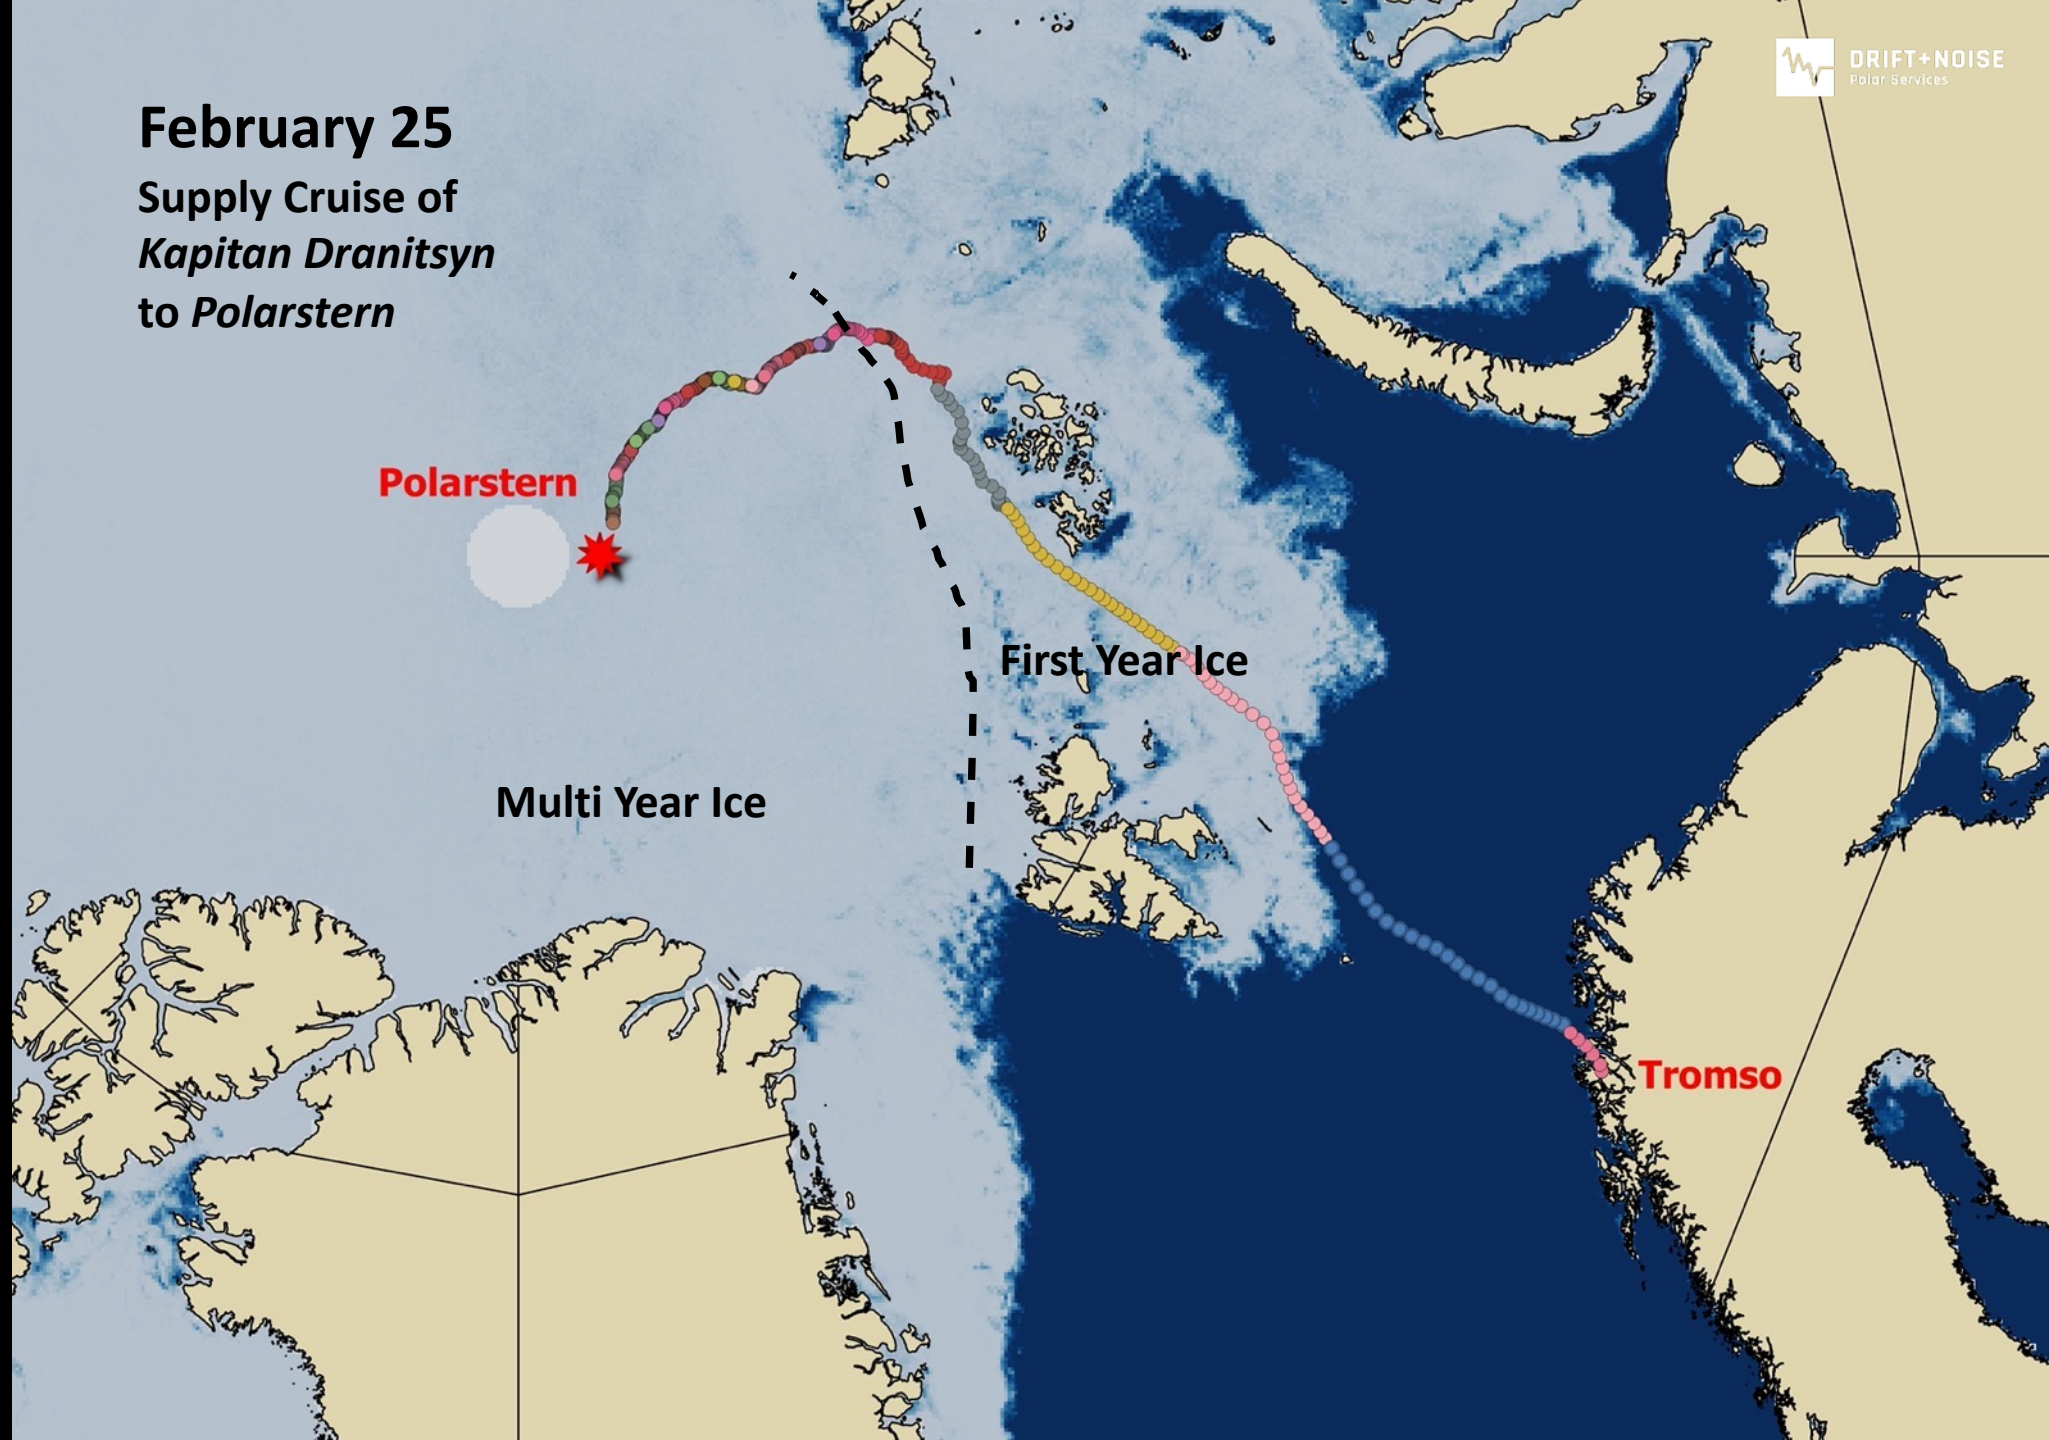 February 25
Supply Cruise of
Kapitan Dranitsyn
to Polarstern
DRIFT+NOISE
Polar Services
Polarstern
First Year Ice
Multi Year Ice
Tromso